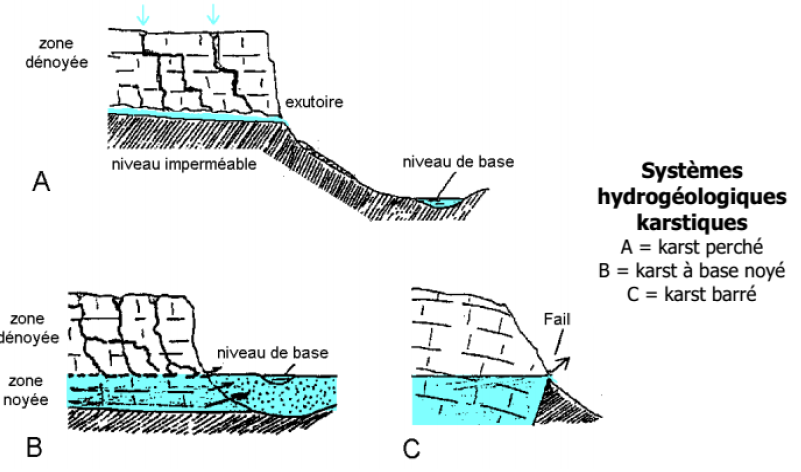 zone
dénoyée
exutoire
niveau imperméable
niveau de base
A
Systèmes
hydrogéologiques
karstiques
A = karst perché
B = karst à base noyé
C = karst barré
zone
dénoyée
niveau de base
zone
noyée
B
Fail
C